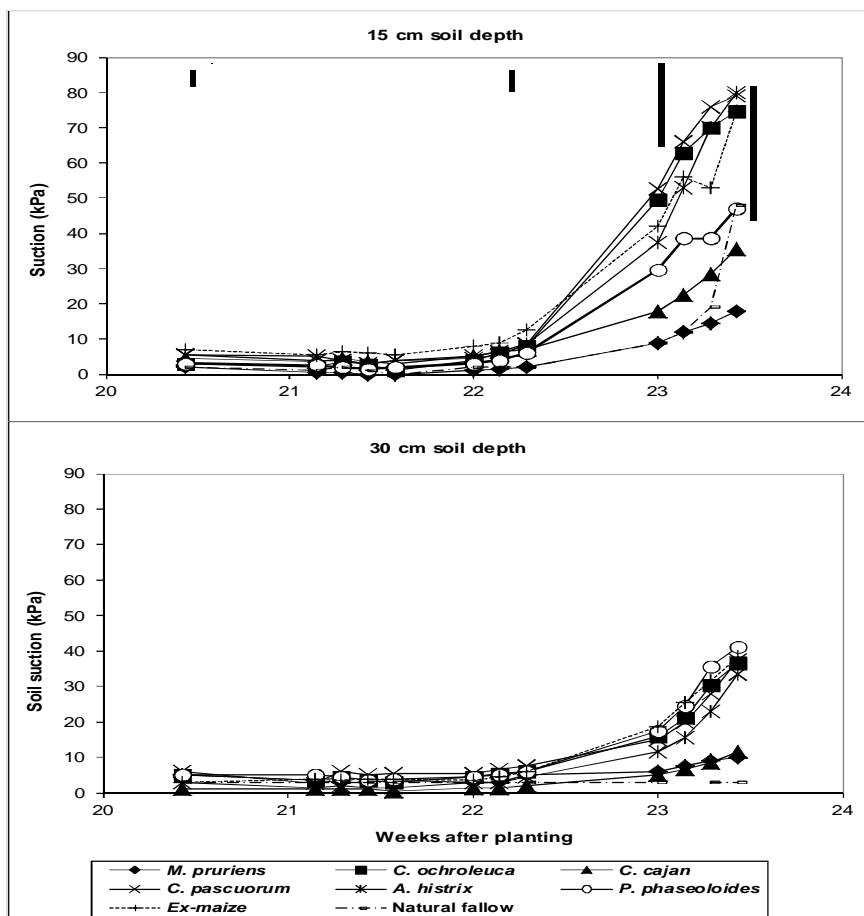 15 cm soil depth
90
80
70
60
50
40
30
20
10
0
Suction (kPa)
20 21 22 23 24
30 cm soil depth
90
80
70
60
50
40
30
20
10
0
Soil suction (kPa)
20 21 22 23 24
Weeks after planting
M. pruriens C. ochroleuca C. cajan
C. pascuorum A. histrix P. phaseoloides
Ex-maize Natural fallow